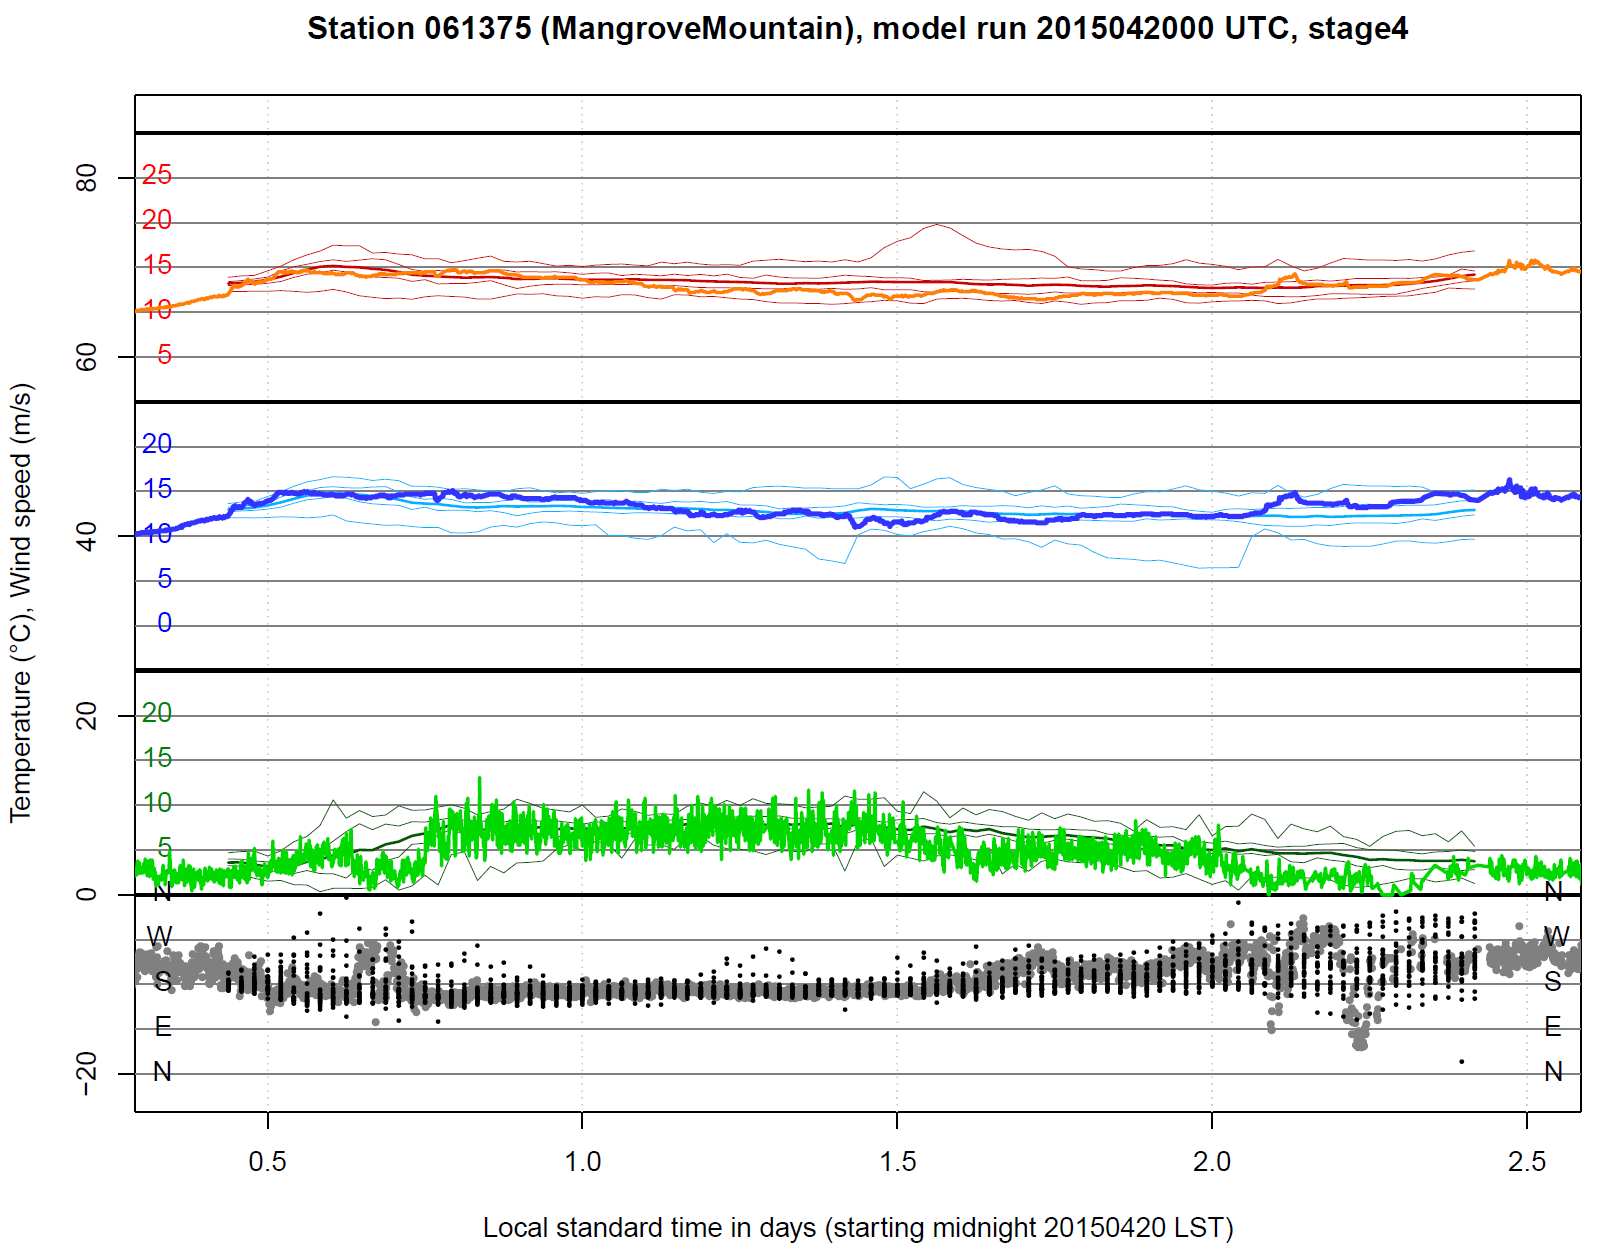 Station 061375 (MangroveMountain), model run 2015042000 UTC, stage4
Temperature (°C), Wind speed (m/s)
80
60
40
20
0
−20
25
20
15
10
5
20
15
10
5
0
20
15
10
5
N N
W W
S S
E E
N N
0.5 1.0 1.5 2.0 2.5
Local standard time in days (starting midnight 20150420 LST)